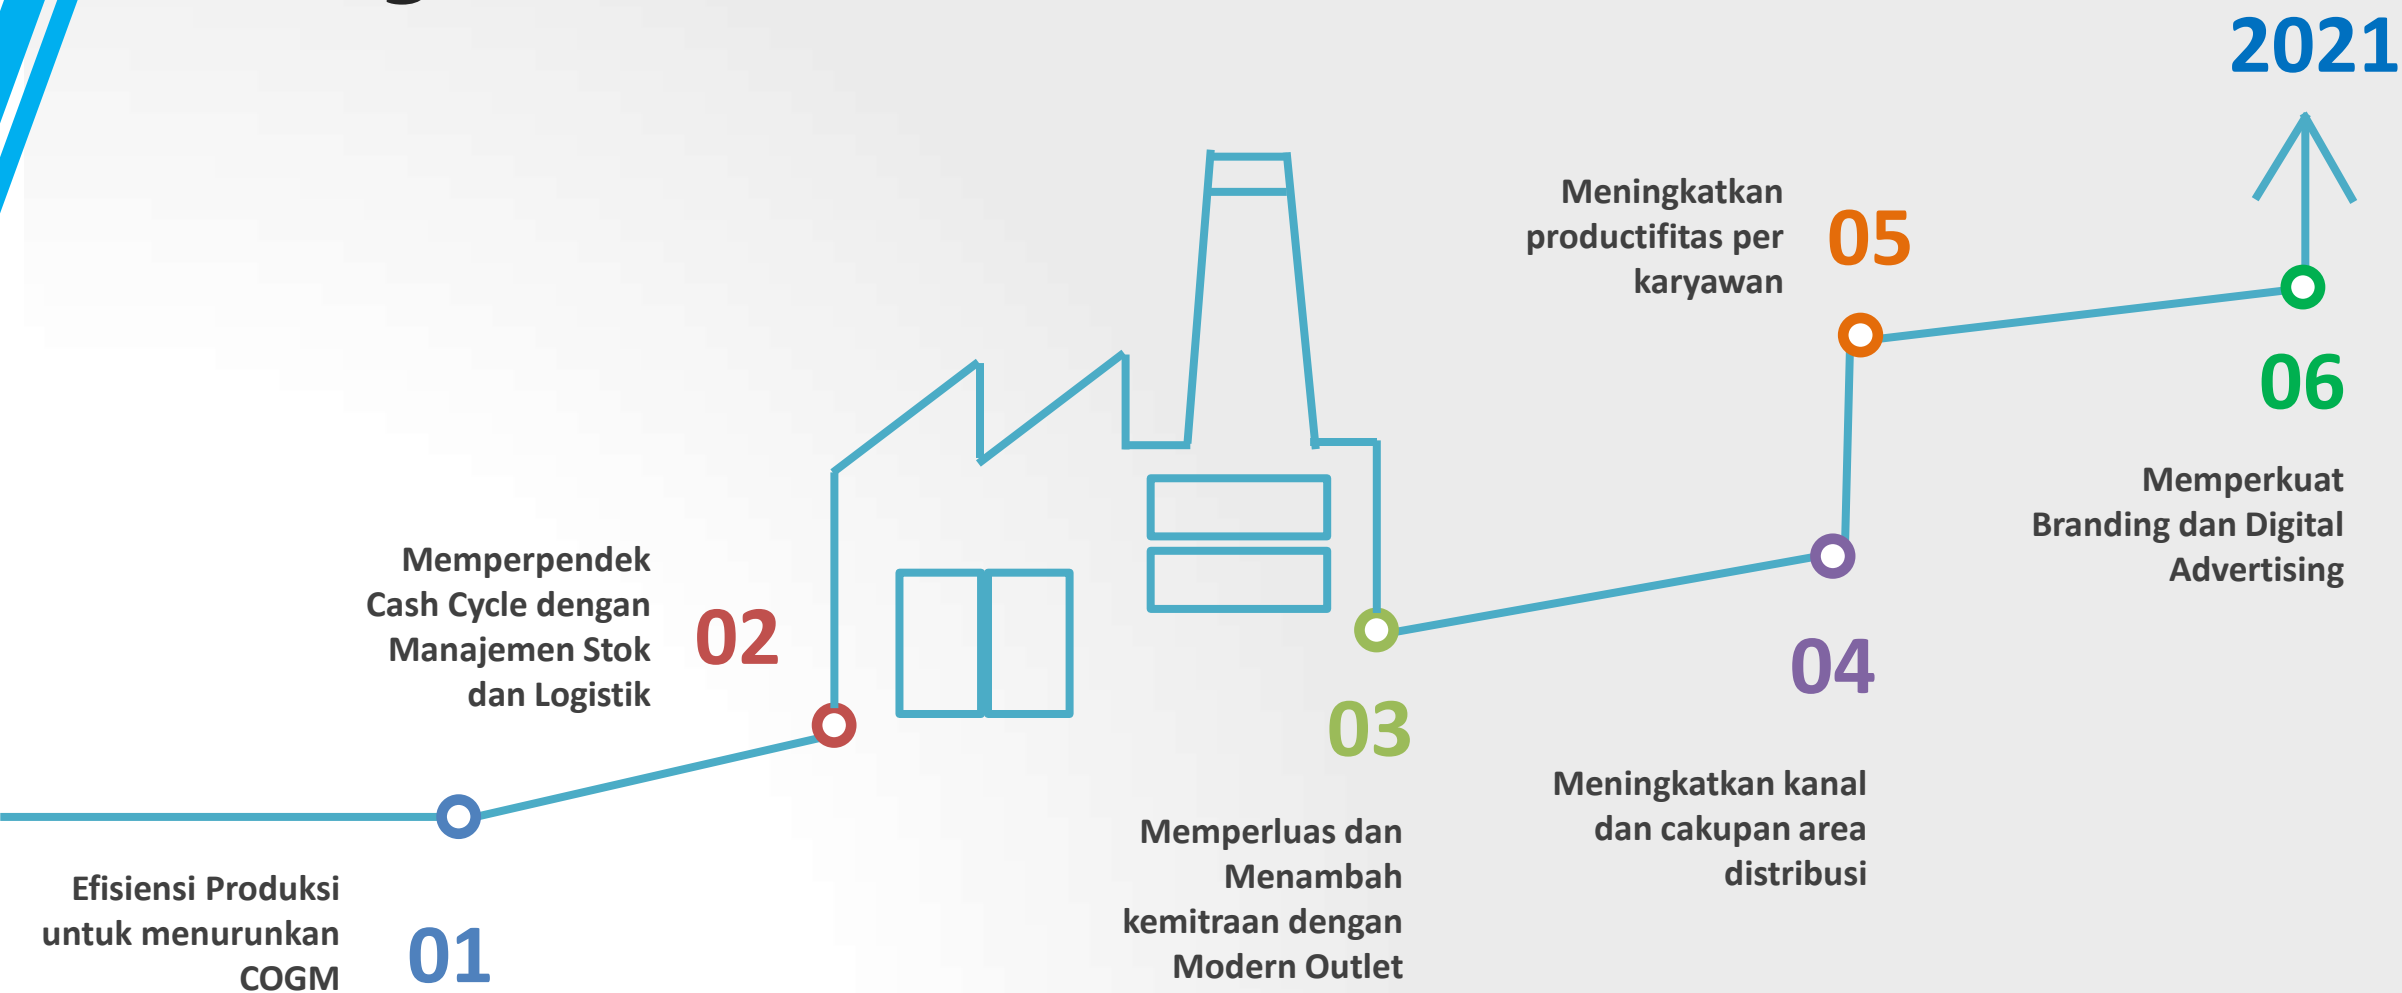 2021
Efisiensi Produksi
untuk menurunkan
COGM
01
Memperpendek
Cash Cycle dengan
Manajemen Stok
dan Logistik
02
03
Memperluas dan
Menambah
kemitraan dengan
Modern Outlet
04
Meningkatkan kanal
dan cakupan area
distribusi
Meningkatkan
productifitas per
karyawan
05
06
Memperkuat
Branding dan Digital
Advertising